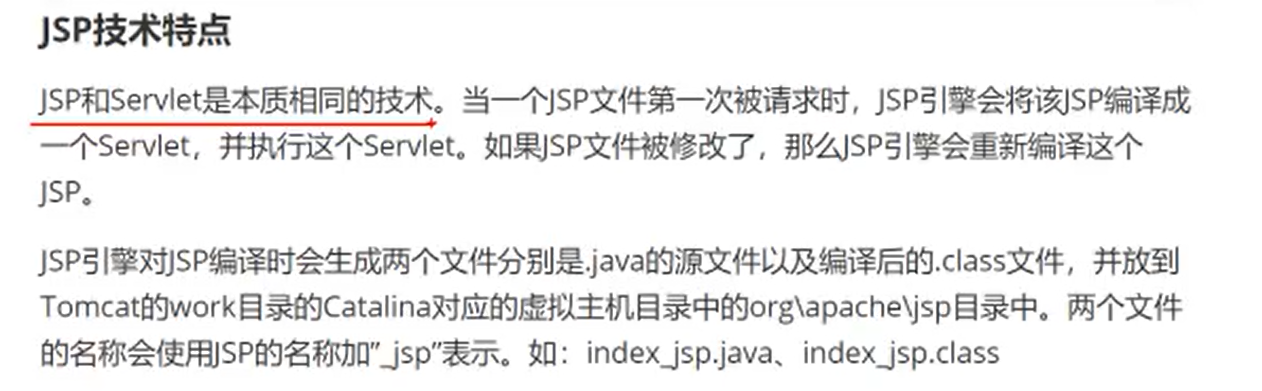 JSP技术特点
JSP和Servlet是本质相同的技术。当一个JSP文件第一次被请求时，JSP引擎会将该JSP编译成
一个Servlet，并执行这个Servlet。如果JSP文件被修改了，那么JSP引擎会重新编译这个
JSP。
JSP引擎对JSP编译时会生成两个文件分别是.java的源文件以及编译后的.class文件，并放到
Tomcat的work目录的Catalina对应的虚拟主机目录中的org\apache\jsp目录中。两个文件
的名称会使用JSP的名称加”_jsp”表示。如：index_jsp.java、index_jsp.class